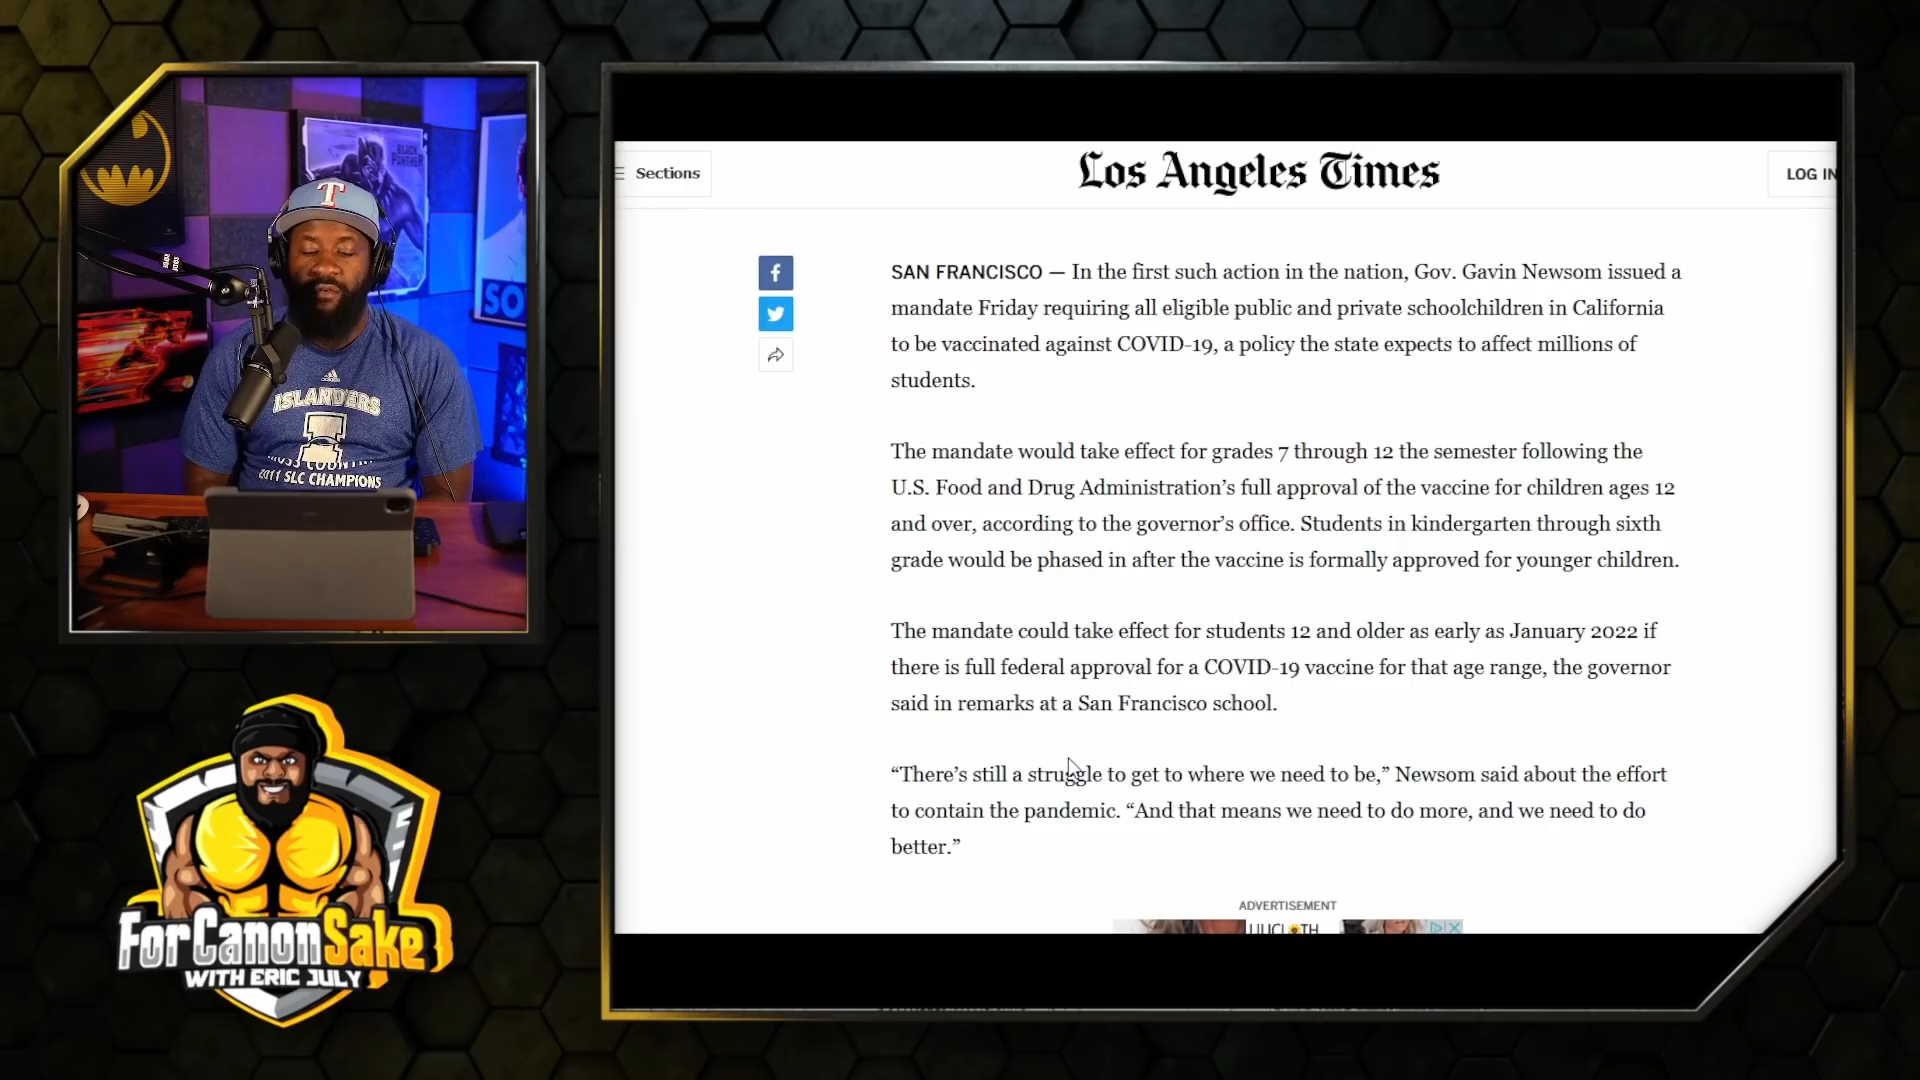 BLACK
PANTHER
T
SO
ISLANDERS
I
2011 SLC CHAMPIONS
ForCanonSake
WITH ERIC JULY
Sections
Los Angeles Times
LOG IN
f
SAN FRANCISCO — In the first such action in the nation, Gov. Gavin Newsom issued a
mandate Friday requiring all eligible public and private schoolchildren in California
to be vaccinated against COVID-19, a policy the state expects to affect millions of
students.
The mandate would take effect for grades 7 through 12 the semester following the
U.S. Food and Drug Administration’s full approval of the vaccine for children ages 12
and over, according to the governor’s office. Students in kindergarten through sixth
grade would be phased in after the vaccine is formally approved for younger children.
The mandate could take effect for students 12 and older as early as January 2022 if
there is full federal approval for a COVID-19 vaccine for that age range, the governor
said in remarks at a San Francisco school.
“There’s still a struggle to get to where we need to be,” Newsom said about the effort
to contain the pandemic. “And that means we need to do more, and we need to do
better.”
ADVERTISEMENT